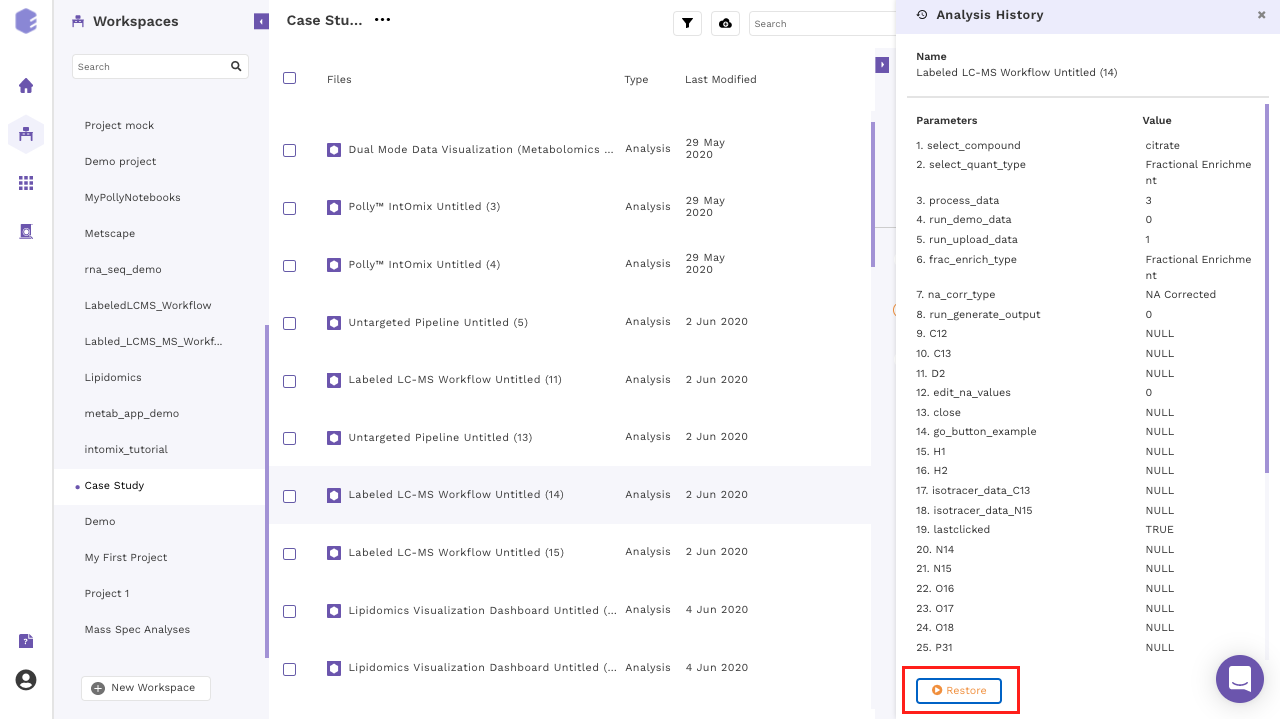 Workspaces
Search
Project mock
Demo project
MyPollyNotebooks
Metscape
rna_seq_demo
LabeledLCMS_Workflow
Labled_LCMS_MS_Workf...
Lipidomics
metab_app_demo
intomix_tutorial
Case Study
Demo
My First Project
Project 1
Mass Spec Analyses
New Workspace
Case Stu...
Search
Files Type Last Modified
Dual Mode Data Visualization (Metabolomics ... Analysis 29 May
2020
Polly™ IntOmix Untitled (3) Analysis 29 May
2020
Polly™ IntOmix Untitled (4) Analysis 29 May
2020
Untargeted Pipeline Untitled (5) Analysis 2 Jun 2020
Labeled LC-MS Workflow Untitled (11) Analysis 2 Jun 2020
Untargeted Pipeline Untitled (13) Analysis 2 Jun 2020
Labeled LC-MS Workflow Untitled (14) Analysis 2 Jun 2020
Labeled LC-MS Workflow Untitled (15) Analysis 2 Jun 2020
Lipidomics Visualization Dashboard Untitled (... Analysis 4 Jun 2020
Lipidomics Visualization Dashboard Untitled (... Analysis 4 Jun 2020
Analysis History
Name
Labeled LC-MS Workflow Untitled (14)
Parameters Value
1. select_compound citrate
2. select_quant_type Fractional Enrichme
nt
3. process_data 3
4. run_demo_data 0
5. run_upload_data 1
6. frac_enrich_type Fractional Enrichme
nt
7. na_corr_type NA Corrected
8. run_generate_output 0
9. C12 NULL
10. C13 NULL
11. D2 NULL
12. edit_na_values 0
13. close NULL
14. go_button_example NULL
15. H1 NULL
16. H2 NULL
17. isotracer_data_C13 NULL
18. isotracer_data_N15 NULL
19. lastclicked TRUE
20. N14 NULL
21. N15 NULL
22. O16 NULL
23. O17 NULL
24. O18 NULL
25. P31 NULL
Restore